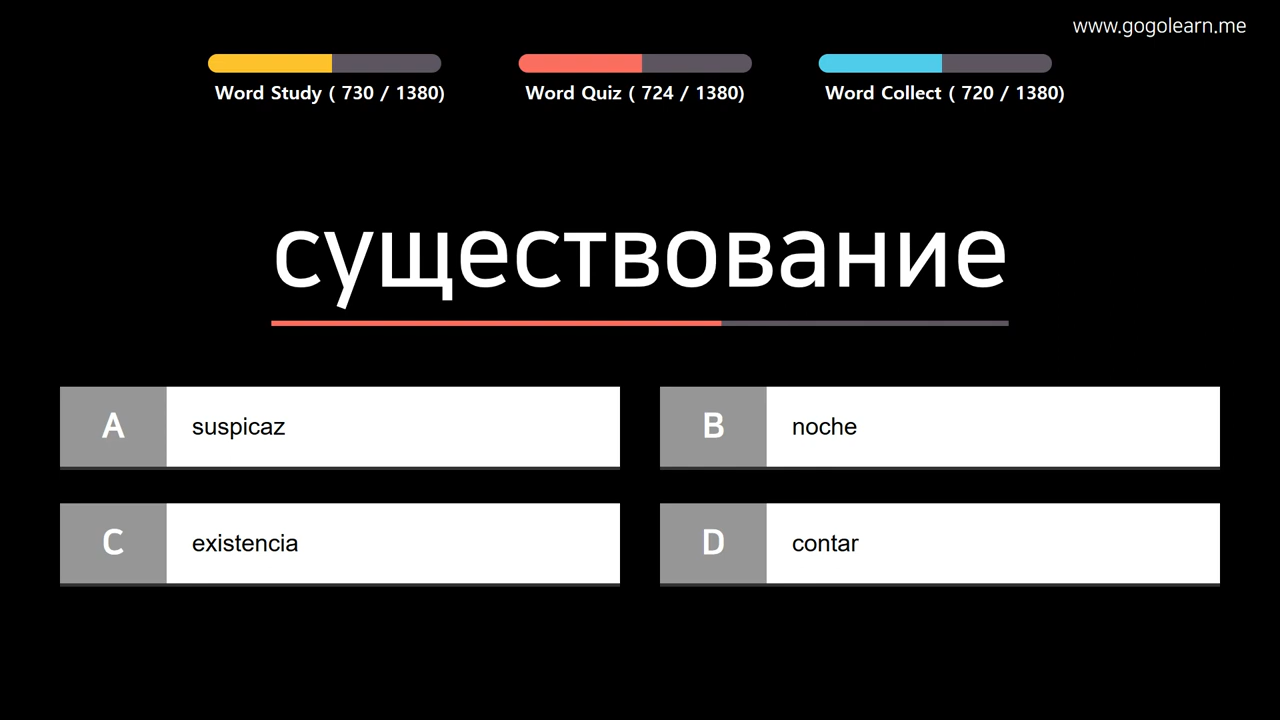 www.gogolearn.me
Word Study ( 730 / 1380)
Word Quiz ( 724 / 1380)
Word Collect ( 720 / 1380)
существование
A suspicaz
B noche
C existencia
D contar